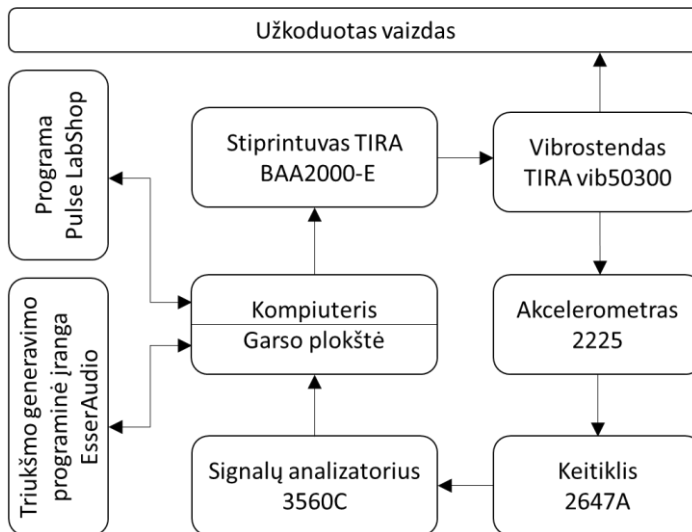 Užkoduotas vaizdas
Programa
Pulse LabShop
Stiprintuvas TIRA
BAA2000-E
Vibrostendas
TIRA vib50300
Triukšmo generavimo
programinė įranga
EsserAudio
Kompiuteris
Garso plokštė
Akcelerometras
2225
Signalų analizatorius
3560C
Keitiklis
2647A